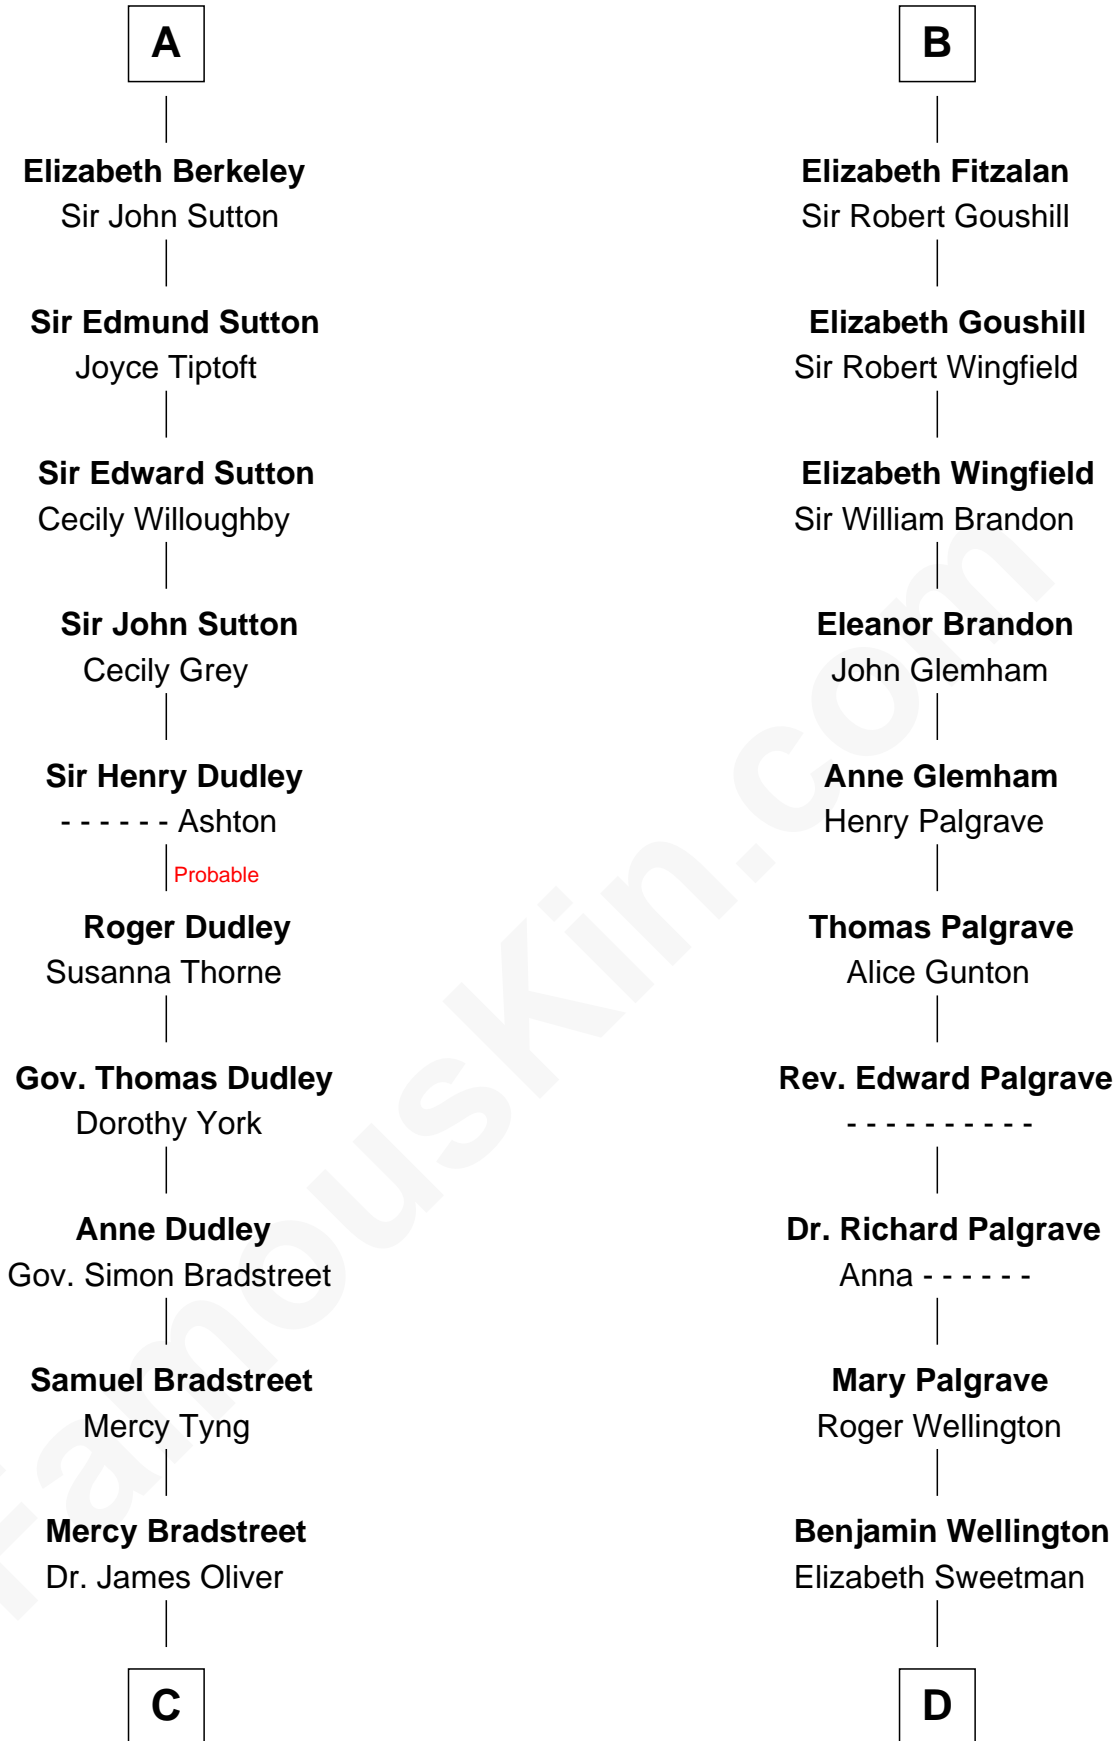 A
Elizabeth Berkeley
Sir John Sutton
Sir Edmund Sutton
Joyce Tiptoft
Sir Edward Sutton
Cecily Willoughby
Sir John Sutton
Cecily Grey
Sir Henry Dudley
- - - - - - Ashton
Probable
Roger Dudley
Susanna Thorne
Gov. Thomas Dudley
Dorothy York
Anne Dudley
Gov. Simon Bradstreet
Samuel Bradstreet
Mercy Tyng
Mercy Bradstreet
Dr. James Oliver
C
B
Elizabeth Fitzalan
Sir Robert Goushill
Elizabeth Goushill
Sir Robert Wingfield
Elizabeth Wingfield
Sir William Brandon
Eleanor Brandon
John Glemham
Anne Glemham
Henry Palgrave
Thomas Palgrave
Alice Gunton
Rev. Edward Palgrave
- - - - - - - - - -
Dr. Richard Palgrave
Anna - - - - - -
Mary Palgrave
Roger Wellington
Benjamin Wellington
Elizabeth Sweetman
D
FamousKin.com